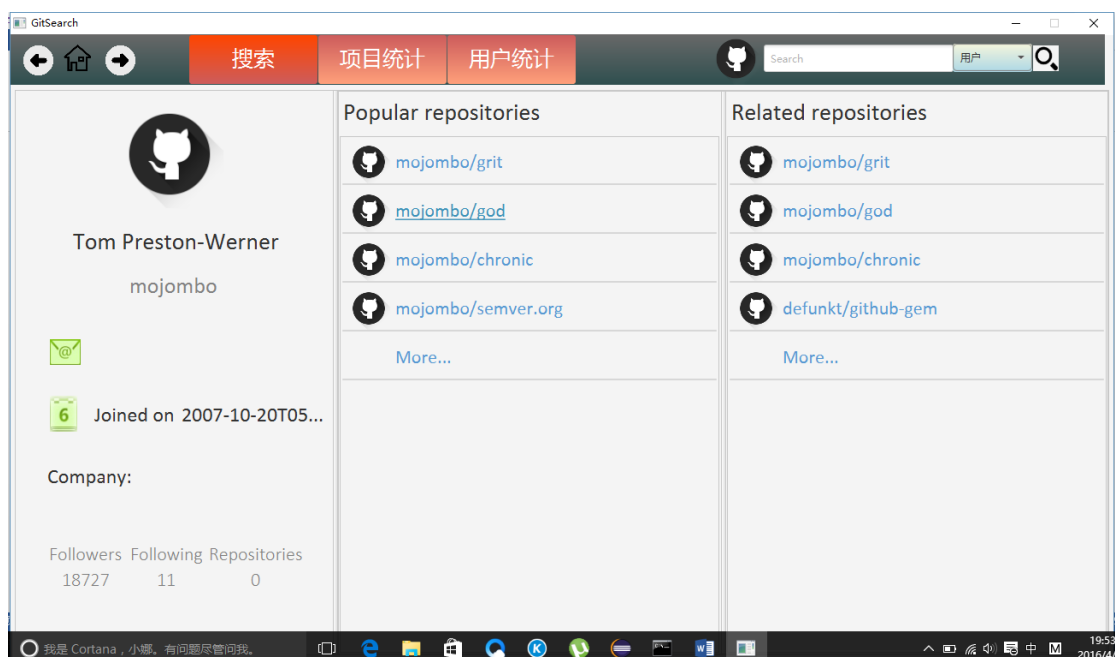 GitSearch
搜索
项目统计
用户统计
Search
用户
Tom Preston-Werner
mojombo
@
6 Joined on 2007-10-20T05...
Company:
Followers Following Repositories
18727 11 0
Popular repositories
mojombo/grit
mojombo/god
mojombo/chronic
mojombo/semver.org
More...
Related repositories
mojombo/grit
mojombo/god
mojombo/chronic
defunkt/github-gem
More...
我是 Cortana，小娜。有问题尽管问我。
中
M
19:53